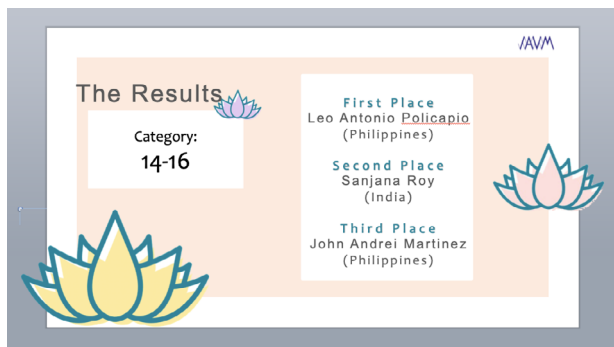 IAVM
The Results
Category:
14-16
First Place
Leo Antonio Policapio
(Philippines)
Second Place
Sanjana Roy
(India)
Third Place
John Andrei Martinez
(Philippines)